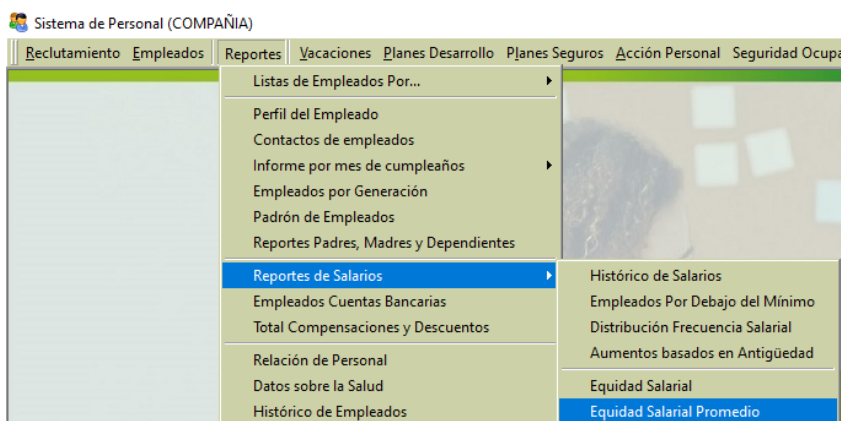 Sistema de Personal (COMPAÑIA)
Reclutamiento Empleados Reportes Vacaciones Planes Desarrollo Planes Seguros Acción Personal Seguridad Ocupa
Listas de Empleados Por...
Perfil del Empleado
Contactos de empleados
Informe por mes de cumpleaños
Empleados por Generación
Padrón de Empleados
Reportes Padres, Madres y Dependientes
Reportes de Salarios
Empleados Cuentas Bancarias
Total Compensaciones y Descuentos
Relación de Personal
Datos sobre la Salud
Histórico de Empleados
Histórico de Salarios
Empleados Por Debajo del Mínimo
Distribución Frecuencia Salarial
Aumentos basados en Antigüedad
Equidad Salarial
Equidad Salarial Promedio